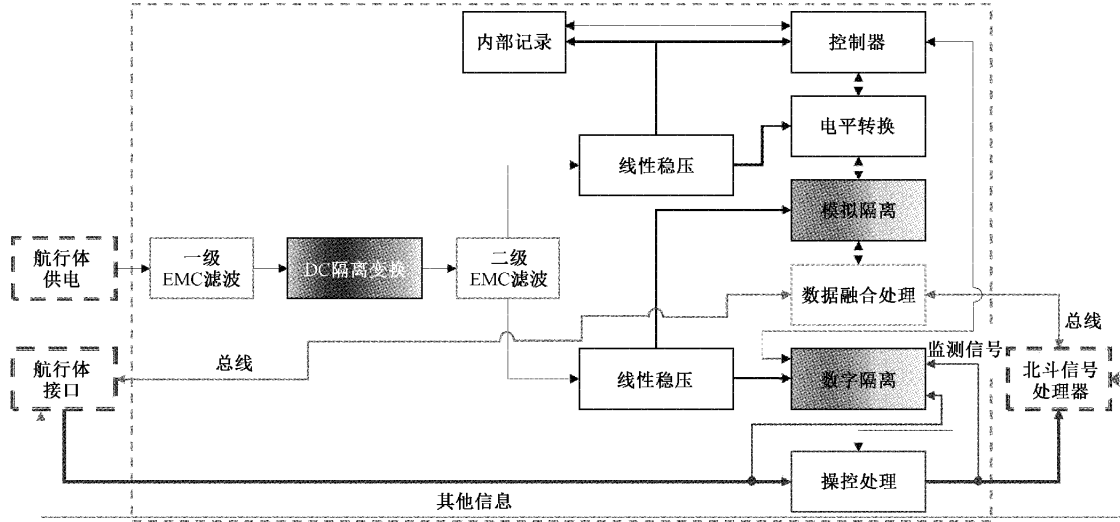 内部记录
控制器
电平转换
线性稳压
模拟隔离
航行体
供电
一级
EMC滤波
DC隔离变换
二级
EMC滤波
数据融合处理
总线
总线
监测信号
航行体
接口
线性稳压
数字隔离
北斗信号
处理器
操控处理
其他信息